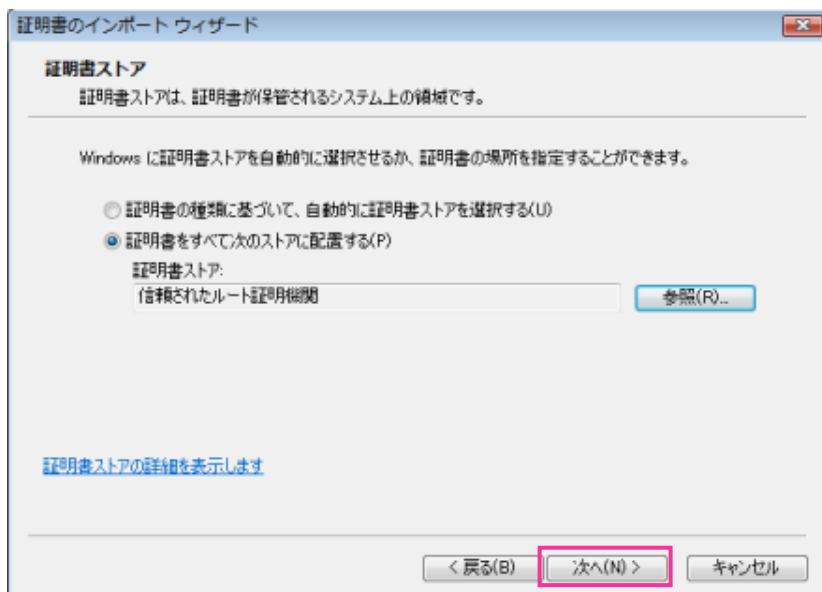 証明書のインポート ウィザード
証明書ストア
証明書ストアは、証明書が保管されるシステム上の領域です。
Windows に証明書ストアを自動的に選択させるか、証明書の場所を指定することができます。
証明書の種類に基づいて、自動的に証明書ストアを選択する(U)
証明書をすべて次のストアに配置する(P)
証明書ストア:
信頼されたルート証明機関
参照(R)...
証明書ストアの詳細を表示します
< 戻る(B)
次へ(N) >
キャンセル